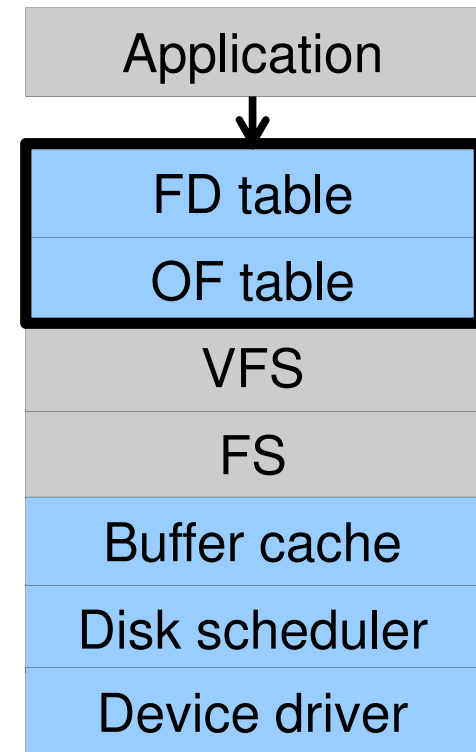 Application
FD table
OF table
VFS
FS
Buffer cache
Disk scheduler
Device driver